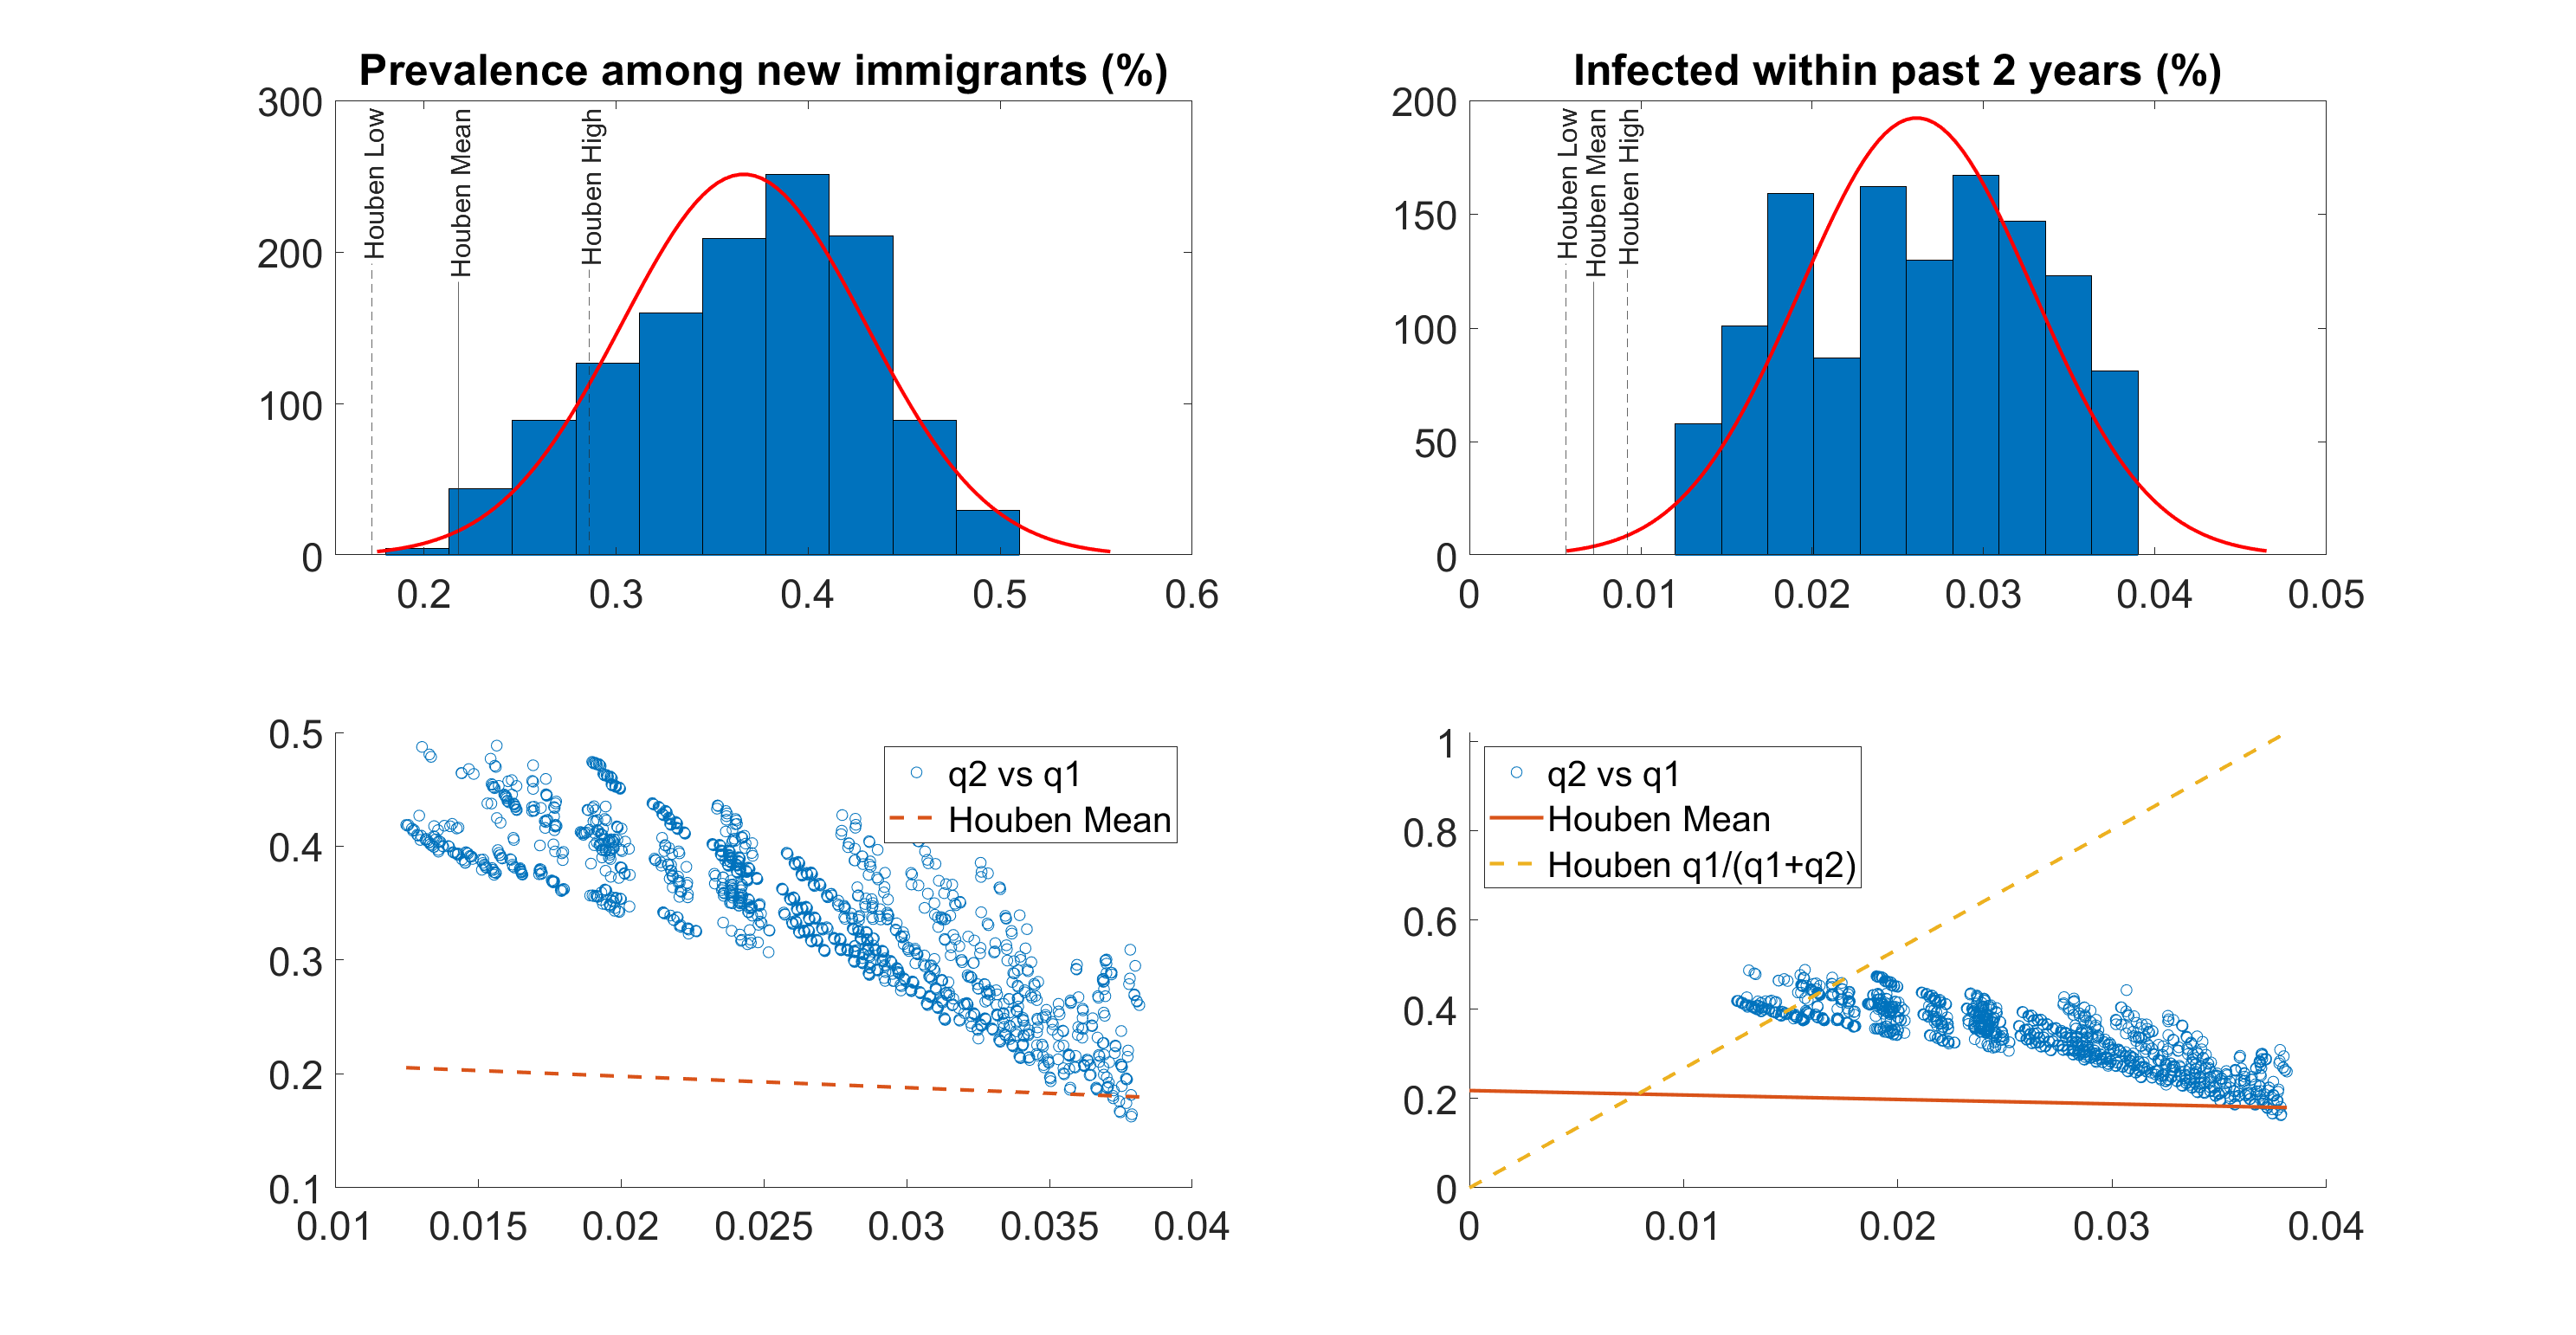 Prevalence among new immigrants (%)
300
200
100
0
0.2 0.3 0.4 0.5 0.6
Houben Low
Houben Mean
Houben High
Infected within past 2 years (%)
200
150
100
50
0
0 0.01 0.02 0.03 0.04 0.05
Houben Low
Houben Mean
Houben High
0.5
0.4
0.3
0.2
0.1
0.01 0.015 0.02 0.025 0.03 0.035 0.04
q2 vs q1
Houben Mean
1
0.8
0.6
0.4
0.2
0
0 0.01 0.02 0.03 0.04
q2 vs q1
Houben Mean
Houben q1/(q1+q2)